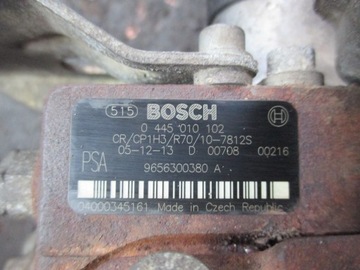 515 BOSCH
0 445 010 102
CR/CP1H3/R70/10-7812S
05-12-13 D 00708 00216
PSA 9656300380 A
04000345161 Made in Czech Republic